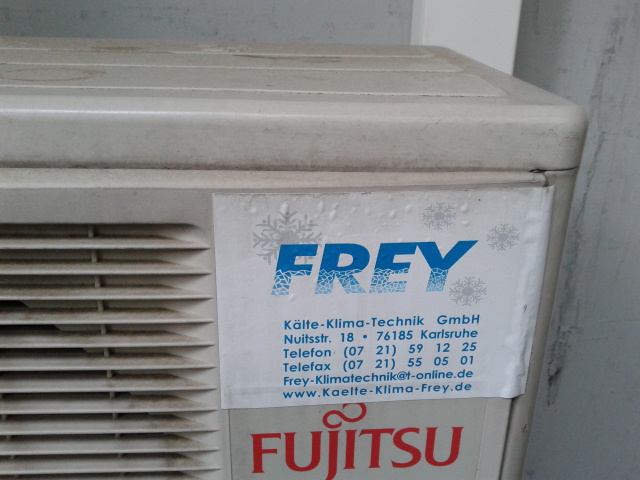 FREY
Kälte-Klima-Technik GmbH
Nuitsstr. 18 • 76185 Karlsruhe
Telefon (07 21) 59 12 25
Telefax (07 21) 55 05 01
Frey-Klimatechnik@t-online.de
www.Kaelte-Klima-Frey.de
FUJITSU